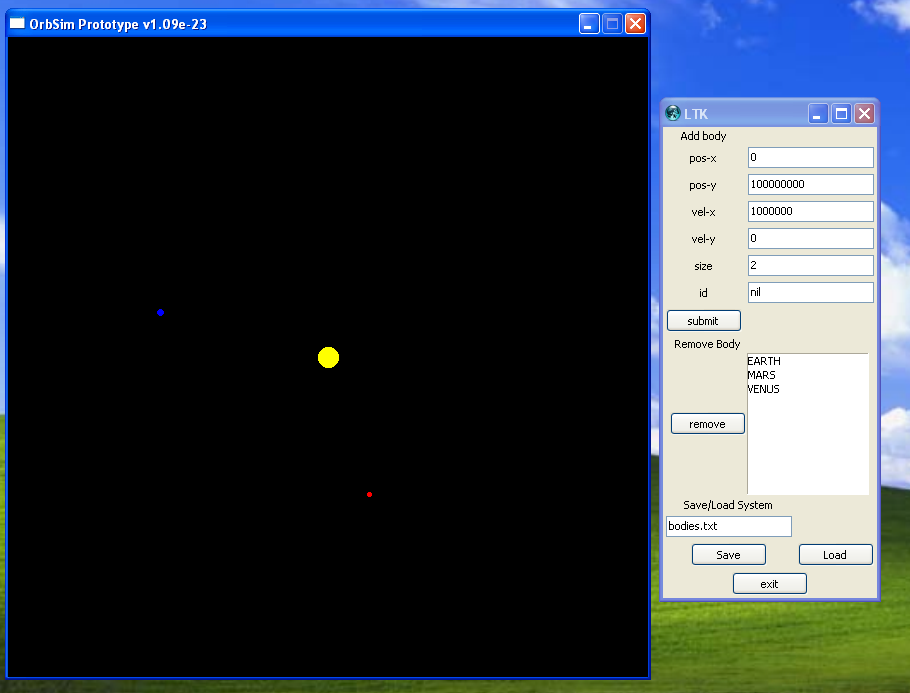 OrbSim Prototype v1.09e-23
LTK
Add body
pos-x 0
pos-y 100000000
vel-x 1000000
vel-y 0
size 2
id nil
submit
Remove Body
EARTH
MARS
VENUS
remove
Save/Load System
bodies.txt
Save Load
exit